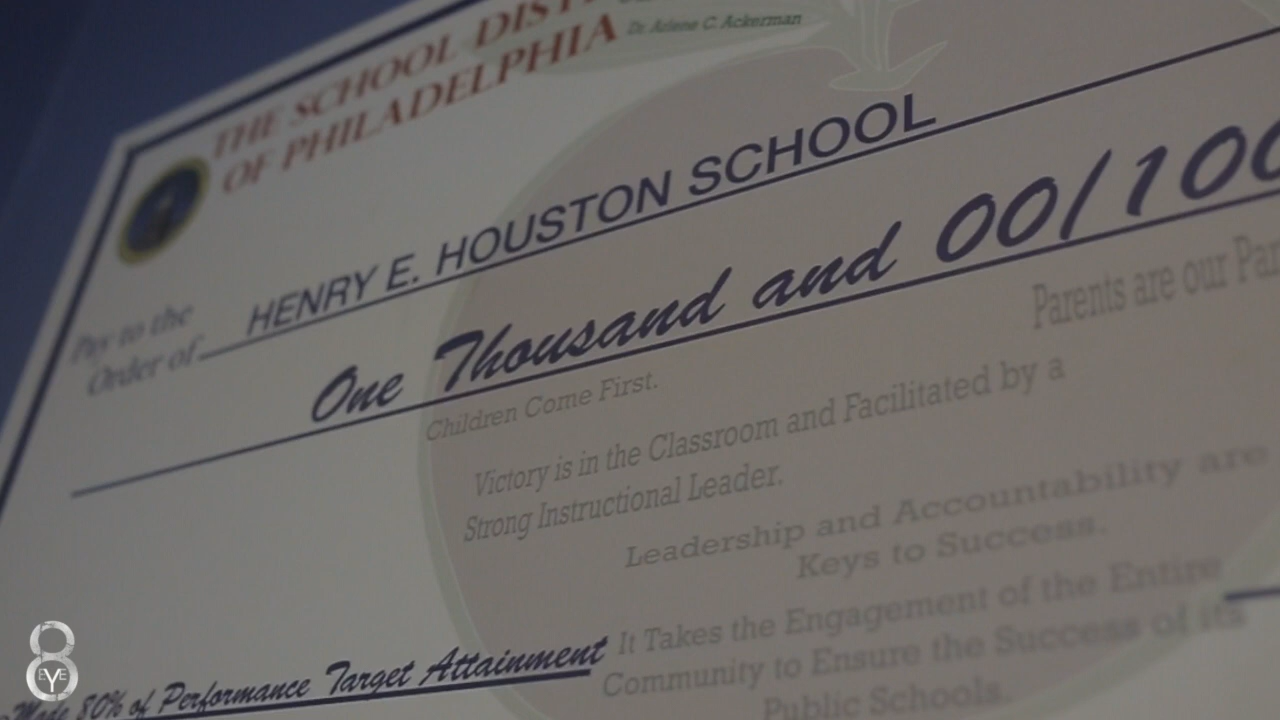 THE SCHOOL DIST
OF PHILADELPHIA
Dr. Arlene C. Ackerman
Pay to the
Order of
HENRY E. HOUSTON SCHOOL
One Thousand and 00/100
Parents are our Par
Children Come First.
Victory is in the Classroom and Facilitated by a
Strong Instructional Leader.
Leadership and Accountability are
Keys to Success.
It Takes the Engagement of the Entire
Community to Ensure the Success of its
Public Schools.
Made 80% of Performance Target Attainment
8
EYE